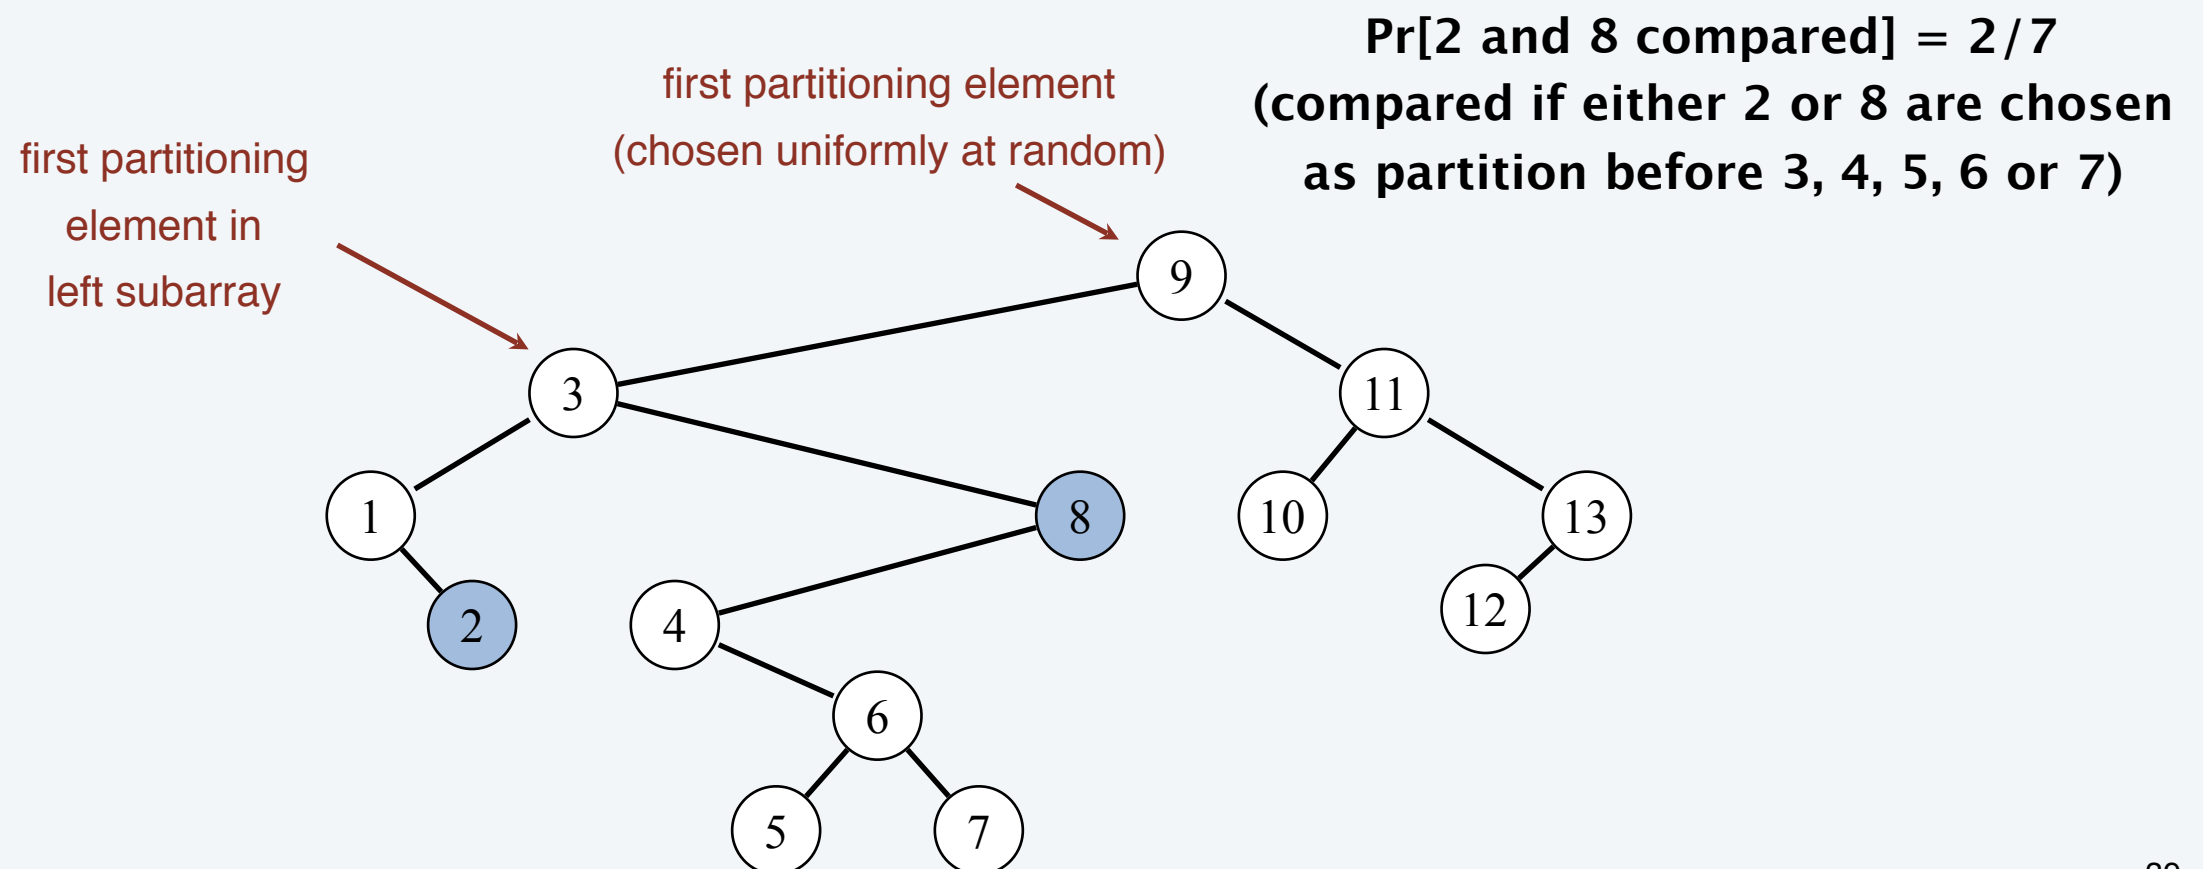 Pr[2 and 8 compared] = 2/7
(compared if either 2 or 8 are chosen
as partition before 3, 4, 5, 6 or 7)
first partitioning element
(chosen uniformly at random)
first partitioning
element in
left subarray
9
3
11
1
8
10
13
2
4
12
6
5
7